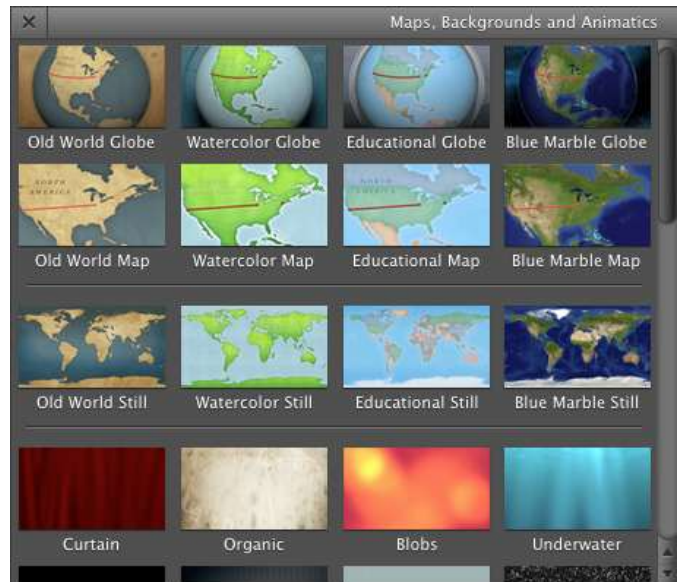 Maps, Backgrounds and Animatics
Old World Globe
Watercolor Globe
Educational Globe
Blue Marble Globe
NORTH
AMERICA
Old World Map
Watercolor Map
Educational Map
Blue Marble Map
Old World Still
Watercolor Still
Educational Still
Blue Marble Still
Curtain
Organic
Blobs
Underwater